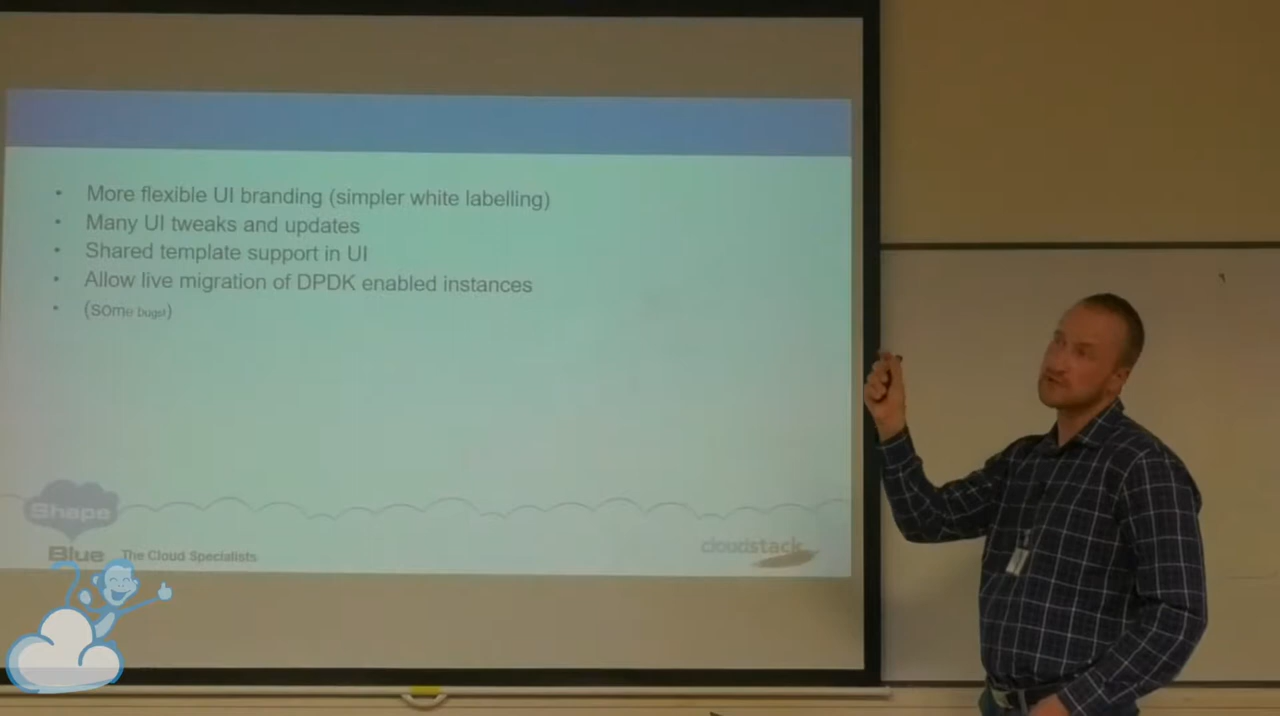 • More flexible UI branding (simpler white labelling)
• Many UI tweaks and updates
• Shared template support in UI
• Allow live migration of DPDK enabled instances
• (some bugs!)
Shape
Blue The Cloud Specialists
cloudstack